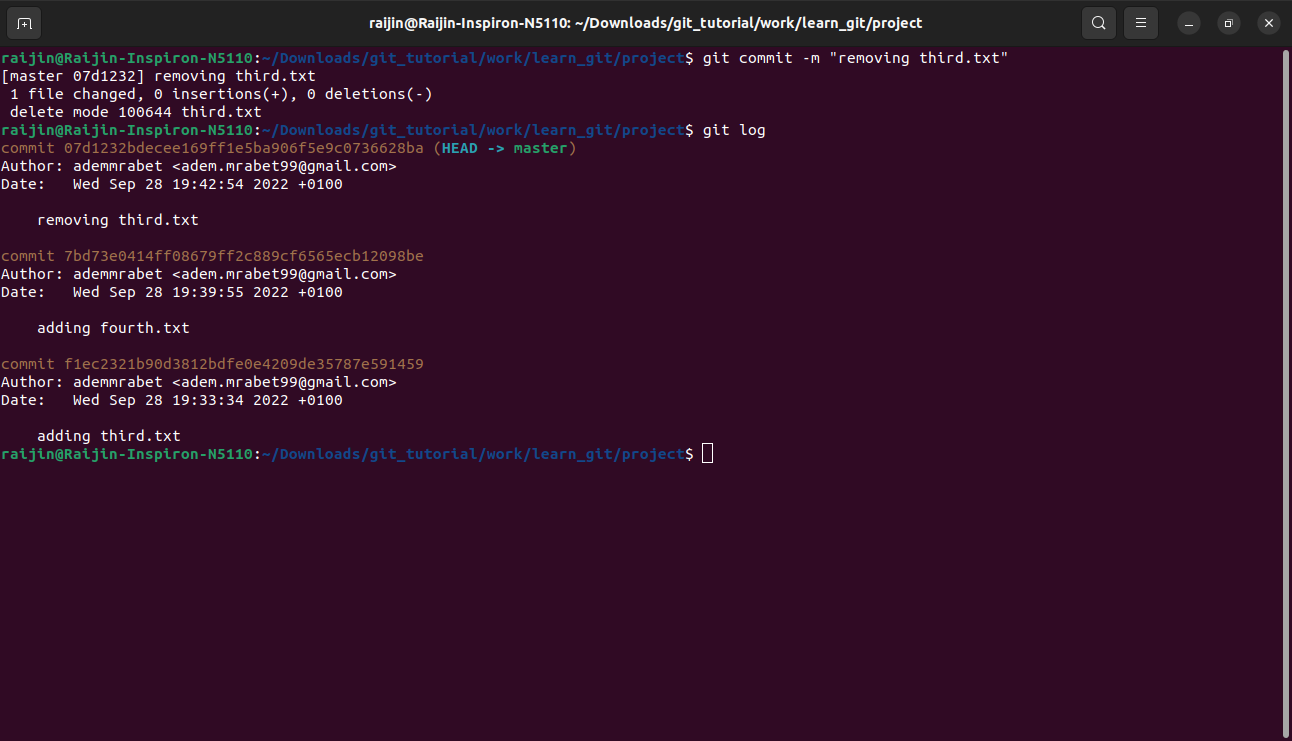 raijin@Raijin-Inspiron-N5110: ~/Downloads/git_tutorial/work/learn_git/project
raijin@Raijin-Inspiron-N5110:~/Downloads/git_tutorial/work/learn_git/project$ git commit -m "removing third.txt"
[master 07d1232] removing third.txt
 1 file changed, 0 insertions(+), 0 deletions(-)
 delete mode 100644 third.txt
raijin@Raijin-Inspiron-N5110:~/Downloads/git_tutorial/work/learn_git/project$ git log
commit 07d1232bdecee169ff1e5ba906f5e9c0736628ba (HEAD -> master)
Author: ademmrabet <adem.mrabet99@gmail.com>
Date:   Wed Sep 28 19:42:54 2022 +0100
    removing third.txt
commit 7bd73e0414ff08679ff2c889cf6565ecb12098be
Author: ademmrabet <adem.mrabet99@gmail.com>
Date:   Wed Sep 28 19:39:55 2022 +0100
    adding fourth.txt
commit f1ec2321b90d3812bdfe0e4209de35787e591459
Author: ademmrabet <adem.mrabet99@gmail.com>
Date:   Wed Sep 28 19:33:34 2022 +0100
    adding third.txt
raijin@Raijin-Inspiron-N5110:~/Downloads/git_tutorial/work/learn_git/project$